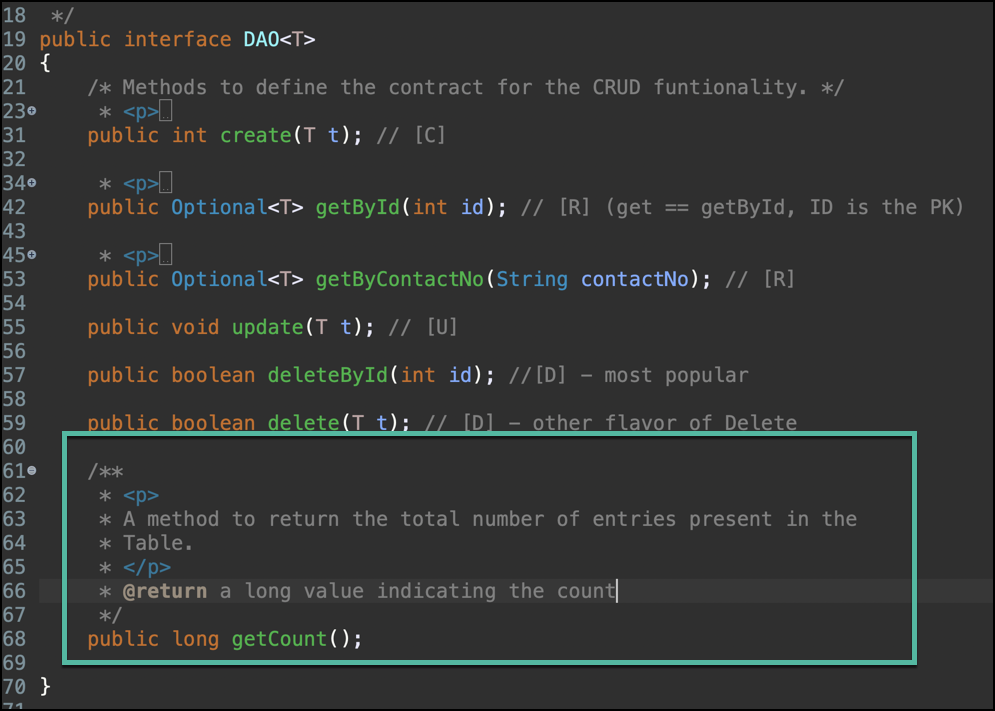 18  */
19 public interface DAO<T>
20 {
21     /* Methods to define the contract for the CRUD funtionality. */
23      * <p>
31     public int create(T t); // [C]
32
34      * <p>
42     public Optional<T> getById(int id); // [R] (get == getById, ID is the PK)
43
45      * <p>
53     public Optional<T> getByContactNo(String contactNo); // [R]
54
55     public void update(T t); // [U]
56
57     public boolean deleteById(int id); //[D] – most popular
58
59     public boolean delete(T t); // [D] – other flavor of Delete
60
61     /**
62      * <p>
63      * A method to return the total number of entries present in the
64      * Table.
65      * </p>
66      * @return a long value indicating the count
67      */
68     public long getCount();
69
70 }
71